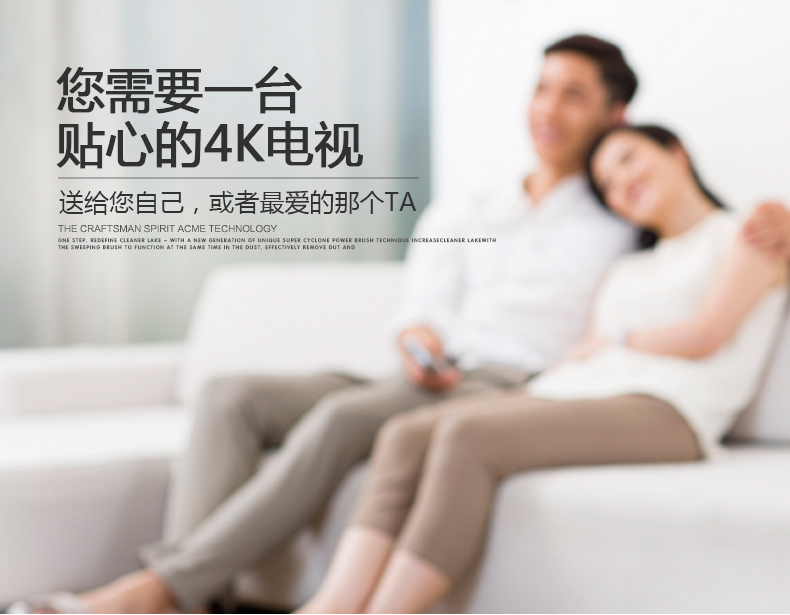 您需要一台
贴心的4K电视
送给您自己，或者最爱的那个TA
THE CRAFTSMAN SPIRIT ACME TECHNOLOGY
ONE STEP, REDEFINE CLEANER LAKE – WITH A NEW GENERATION OF UNIQUE SUPER CYCLONE POWER BRUSH TECHNIQUE INCREASECLEANER LAKEWITH
THE SWEEPING BRUSH TO FUNCTION AT THE SAME TIME IN THE DUST, EFFECTIVELY REMOVE DUT AND